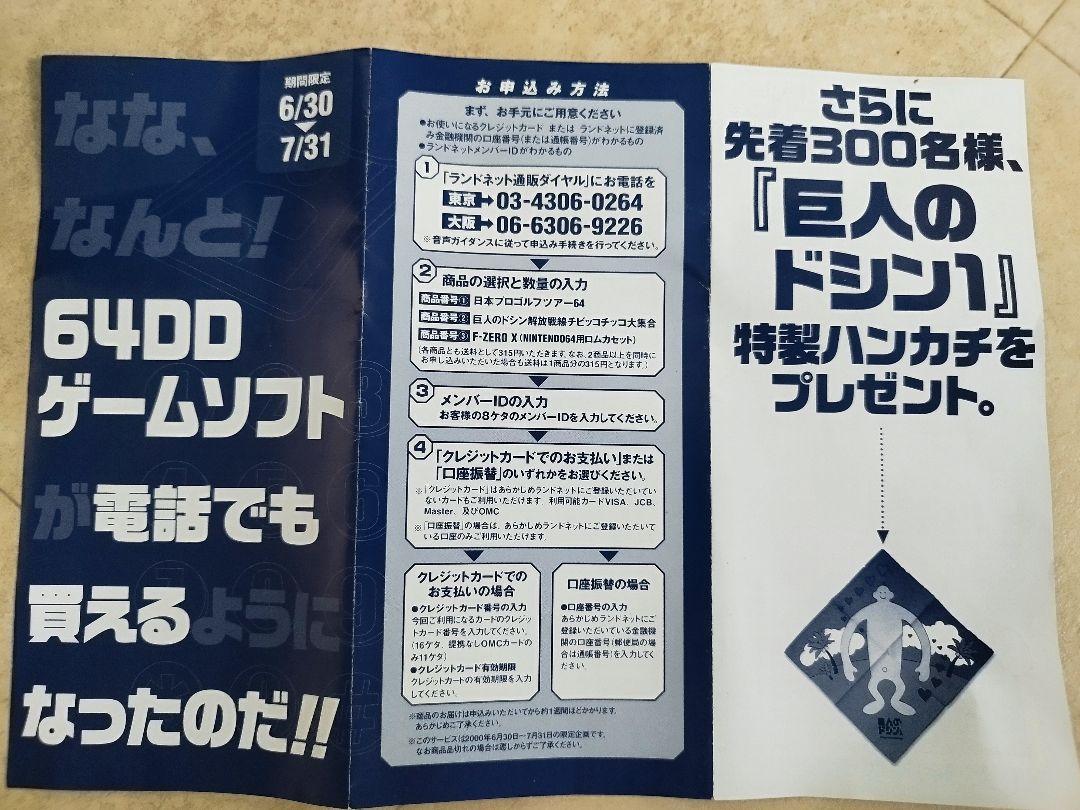 なな、
なんと!
期間限定
6/30
7/31
64DD
ゲームソフト
が電話でも
買えるように
なったのだ!!
お申込み方法
まず、お手元にご用意ください
●お使いになるクレジットカード または ランドネットに登録済
み金融機関の口座番号(または通帳番号)がわかるもの
●ランドネットメンバーIDがわかるもの
1
「ランドネット通販ダイヤル」にお電話を
東京→03-4306-0264
大阪→06-6306-9226
※音声ガイダンスに従って申込み手続きを行ってください。
2
商品の選択と数量の入力
商品番号① 日本プロゴルフツアー64
商品番号② 巨人のドシン解放戦線チビッコチッコ大集合
商品番号③ F-ZERO X(NINTENDO64用ロムカセット)
(各商品とも送料として315円いただきます。なお、2商品以上を同時に
お申し込みいただいた場合も送料は1商品分の315円となります。)
3
メンバーIDの入力
お客様の8ケタのメンバーIDを入力してください。
4
「クレジットカードでのお支払い」または
「口座振替」のいずれかをお選びください。
※「クレジットカード」はあらかじめランドネットにご登録いただいてい
ないカードもご利用いただけます。利用可能カードVISA、JCB、
Master、及びOMC
※「口座振替」の場合は、あらかじめランドネットにご登録いただいて
いる口座のみご利用いただけます。
クレジットカードでの
お支払いの場合
●クレジットカード番号の入力
今回ご利用になるカードのクレジ
ットカード番号を入力してください。
(16ケタ、提携なしOMCカードの
み11ケタ)
●クレジットカード有効期限
クレジットカードの有効期限を入力
してください。
口座振替の場合
●口座番号の入力
あらかじめランドネットにご
登録いただいている金融機
関の口座番号(郵便局の場
合は通帳番号)を入力してく
ださい。
※商品のお届けは申込みいただいてから約1週間ほどかかります。
あらかじめご了承ください。
※このサービスは2000年6月30日~7月31日の限定企画です。
なお商品品切れの場合は悪しからずご了承ください。
さらに
先着300名様、
『巨人の
ドシン1』
特製ハンカチを
プレゼント。
巨人の
ドシン1